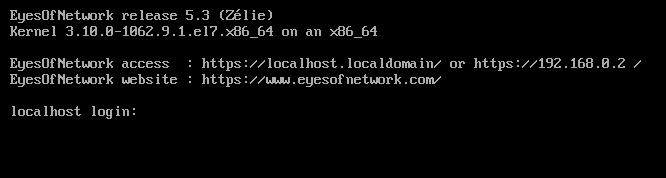 EyesOfNetwork release 5.3 (Zélie)
Kernel 3.10.0-1062.9.1.el7.x86_64 on an x86_64
EyesOfNetwork access  : https://localhost.localdomain/ or https://192.168.0.2 /
EyesOfNetwork website : https://www.eyesofnetwork.com/
localhost login: